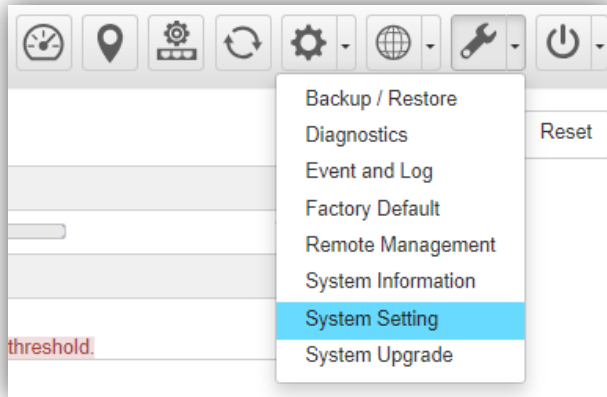 Backup / Restore
Diagnostics
Reset
Event and Log
Factory Default
Remote Management
System Information
System Setting
threshold.
System Upgrade